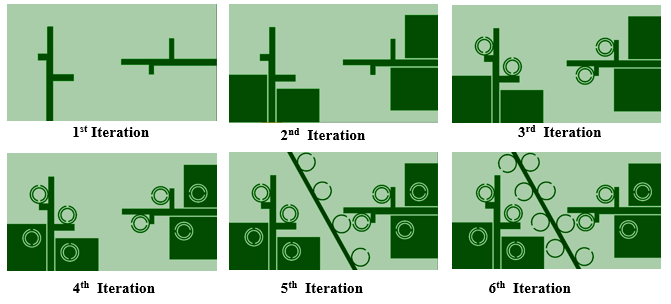 1st Iteration
2nd Iteration
3rd Iteration
4th Iteration
5th Iteration
6th Iteration